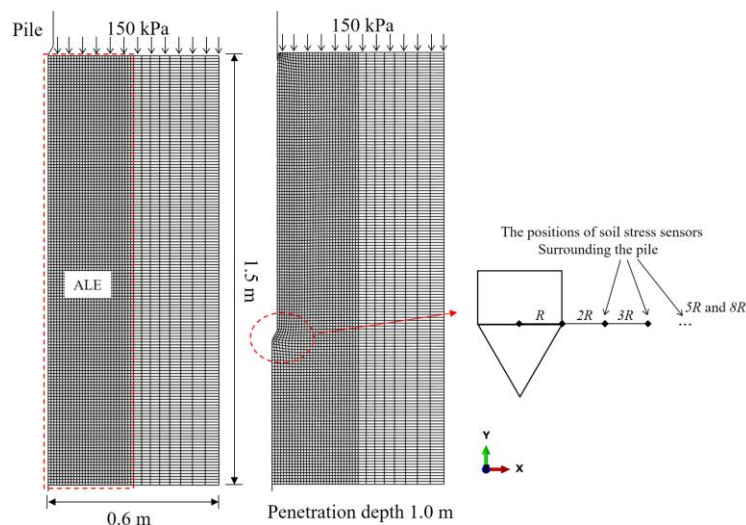 Pile
150 kPa
150 kPa
ALE
1.5 m
0.6 m
Penetration depth 1.0 m
The positions of soil stress sensors
Surrounding the pile
R
2R
3R
...
5R and 8R
Y
X